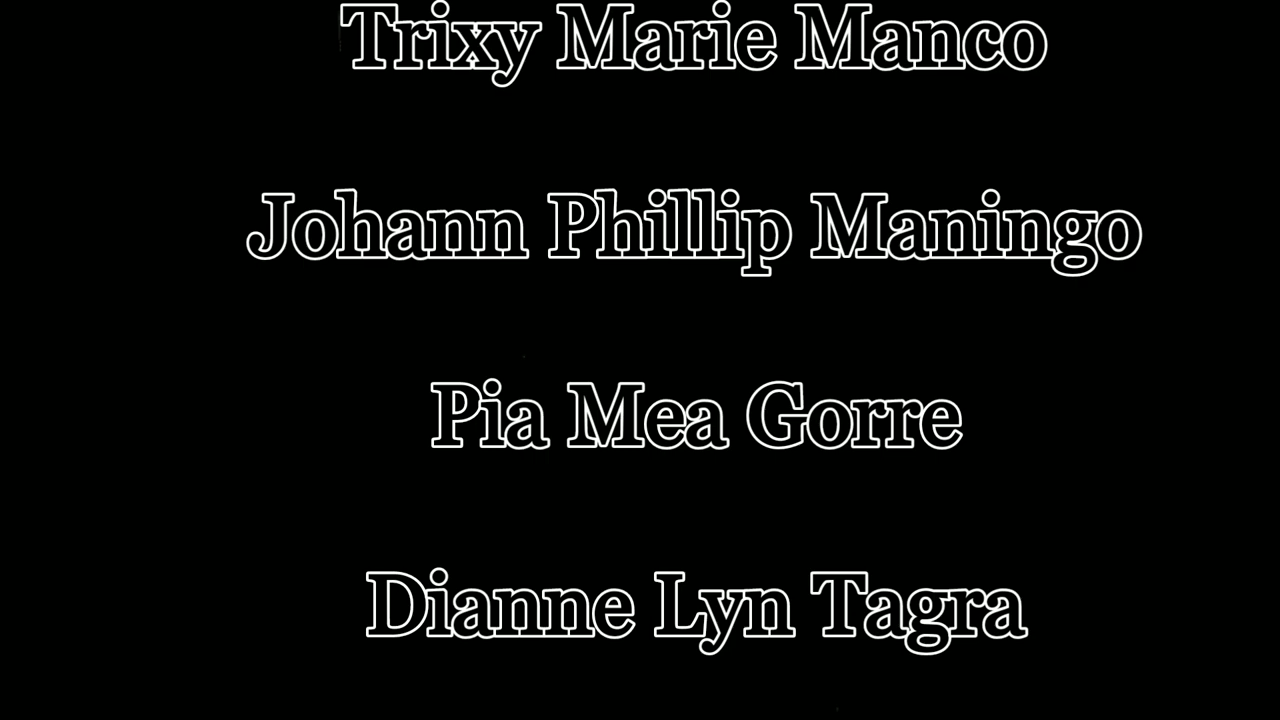 Trixy Marie Manco
Johann Phillip Maningo
Pia Mea Gorre
Dianne Lyn Tagra